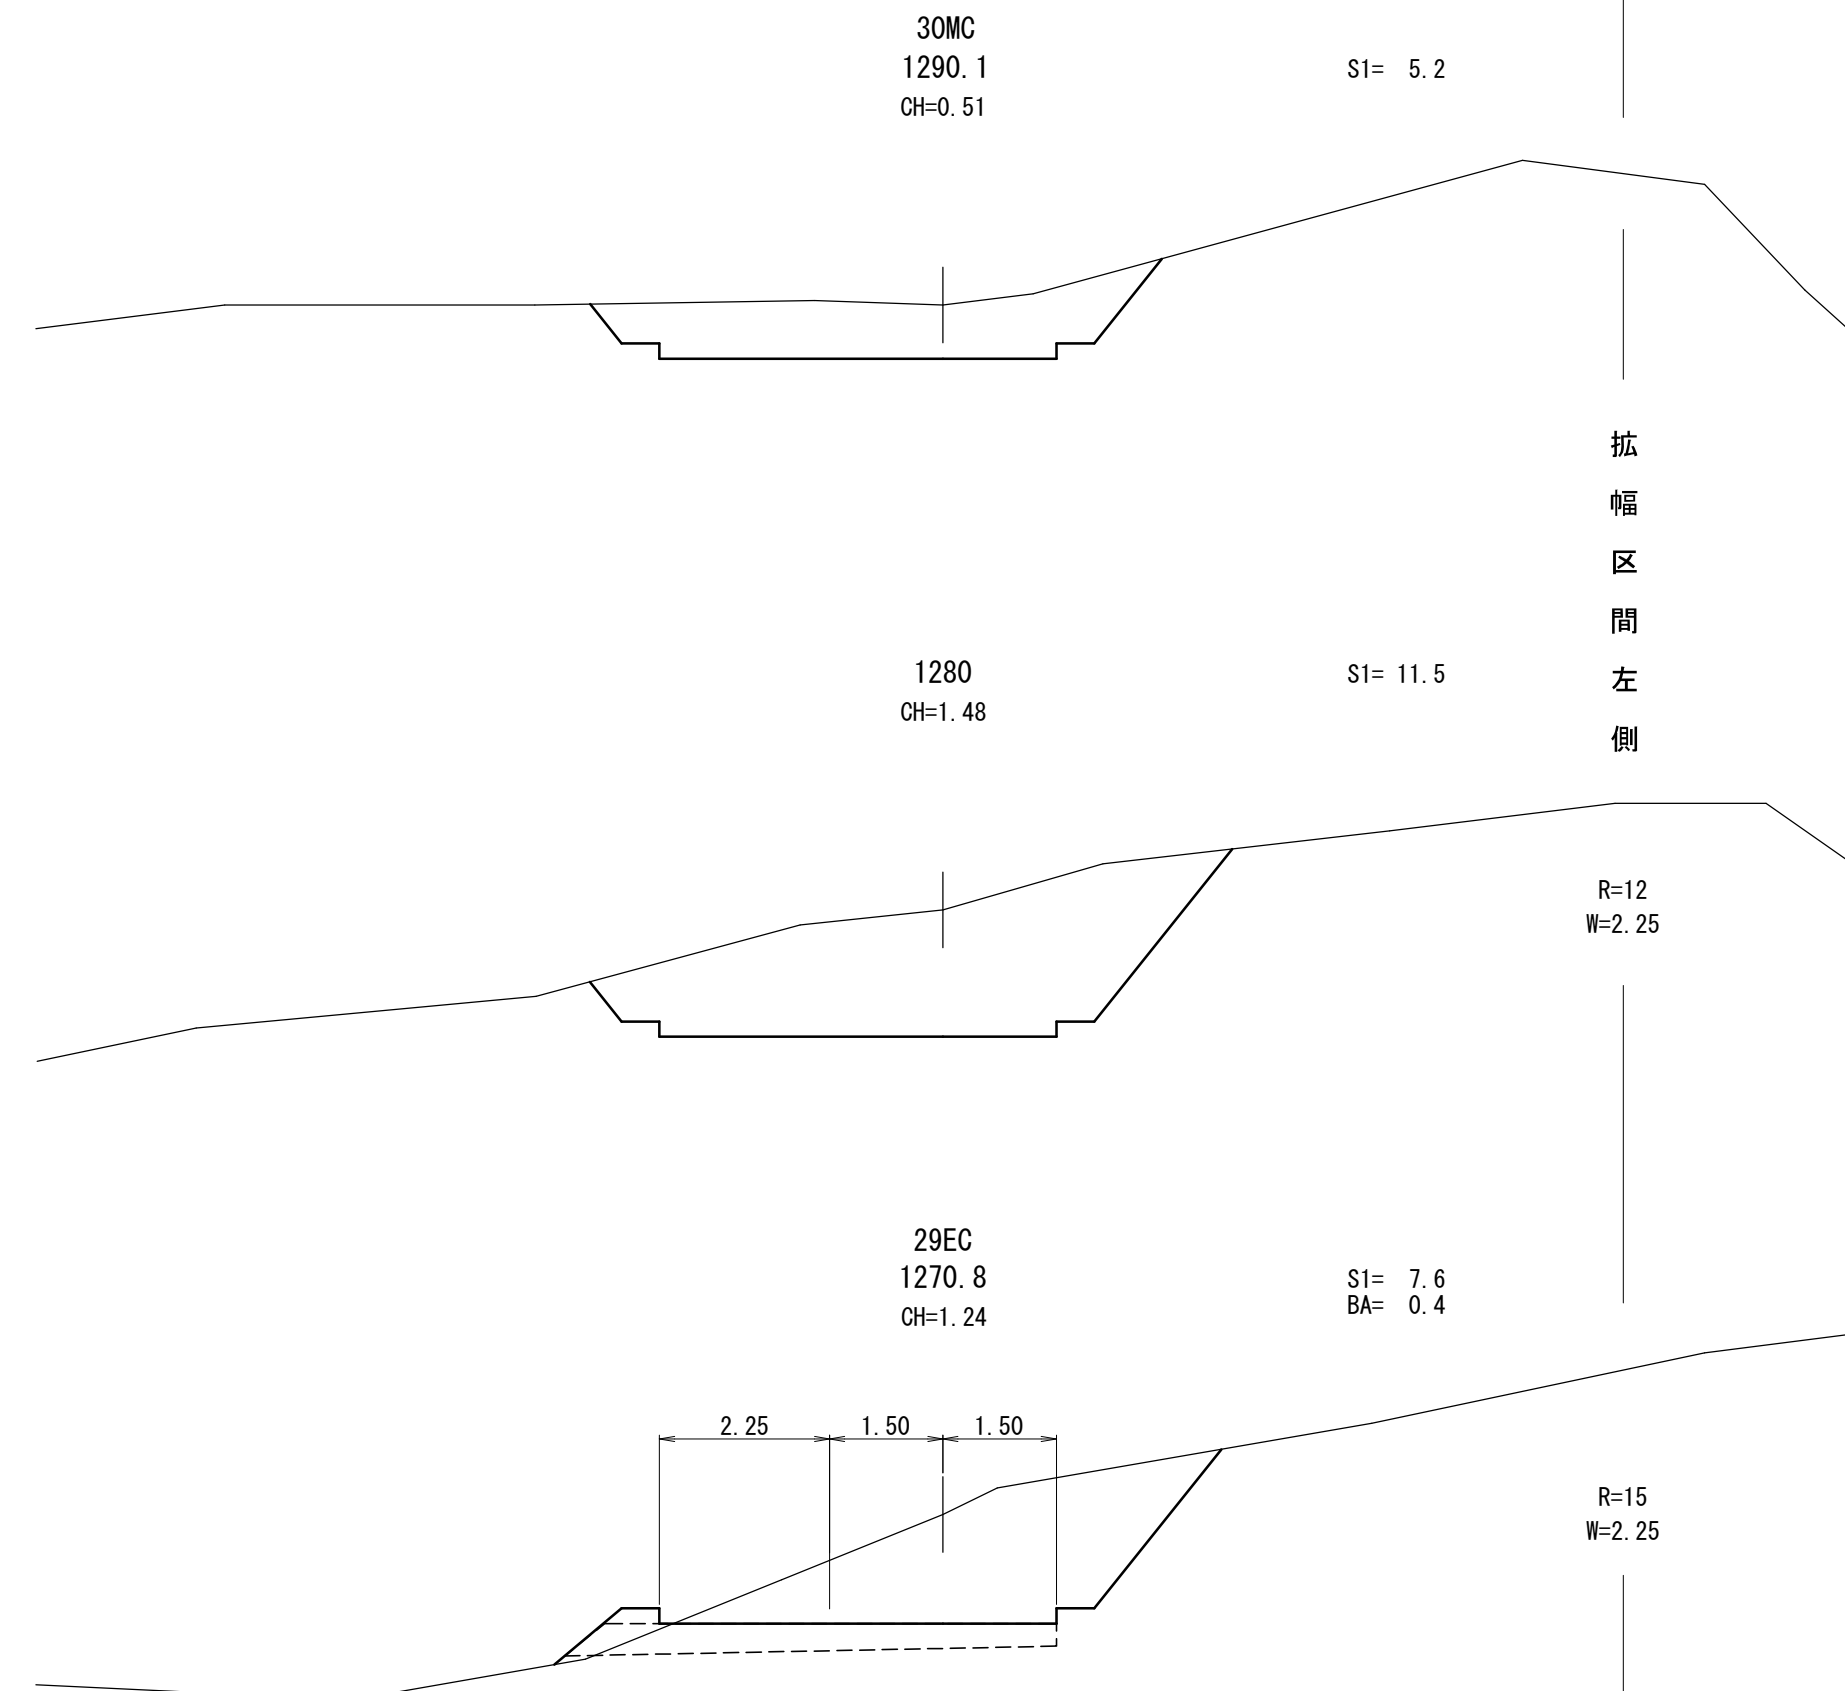 30MC
1290.1
CH=0.51
S1= 5.2
拡幅区間左側
1280
CH=1.48
S1= 11.5
R=12
W=2.25
29EC
1270.8
CH=1.24
S1= 7.6
BA= 0.4
2.25 1.50 1.50
R=15
W=2.25